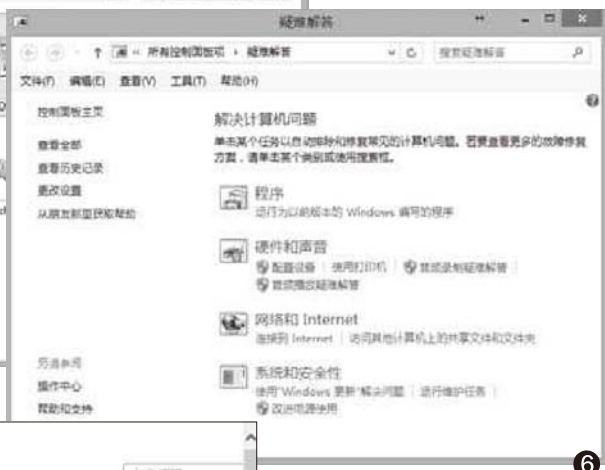 疑难解答
↑ « 所有控制面板项 › 疑难解答 搜索疑难解答
文件(F) 编辑(E) 查看(V) 工具(T) 帮助(H)
控制面板主页
查看全部
查看历史记录
更改设置
从朋友那里获取帮助
解决计算机问题
单击某个任务以自动排除和修复常见的计算机问题。若要查看更多的故障修复
方案，请单击某个类别或使用搜索框。
程序
运行为以前版本的 Windows 编写的程序
硬件和声音
配置设备 使用打印机 音频录制疑难解答
音频播放疑难解答
网络和 Internet
连接到 Internet 访问其他计算机上的共享文件和文件夹
系统和安全性
使用"Windows 更新"解决问题 运行维护任务
改进电源使用
另请参阅
操作中心
帮助和支持
6